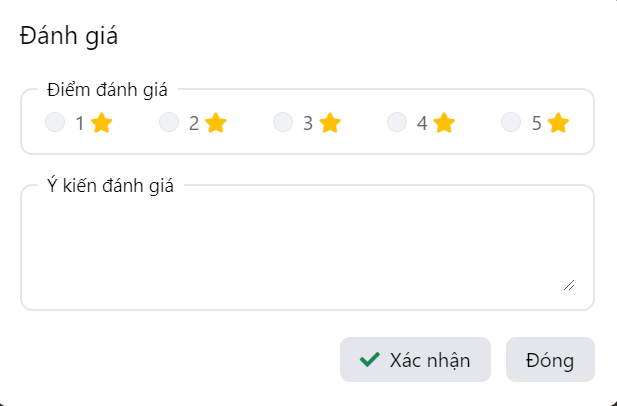 Đánh giá
Điểm đánh giá
1 2 3 4 5
Ý kiến đánh giá
Xác nhận Đóng